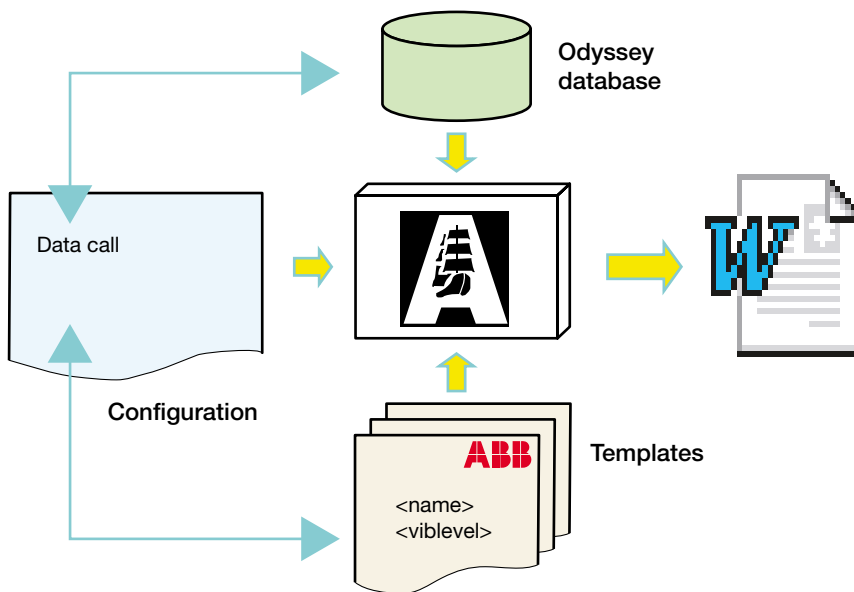 Odyssey
database
Data call
Configuration
ABB
Templates
<name>
<viblevel>
W